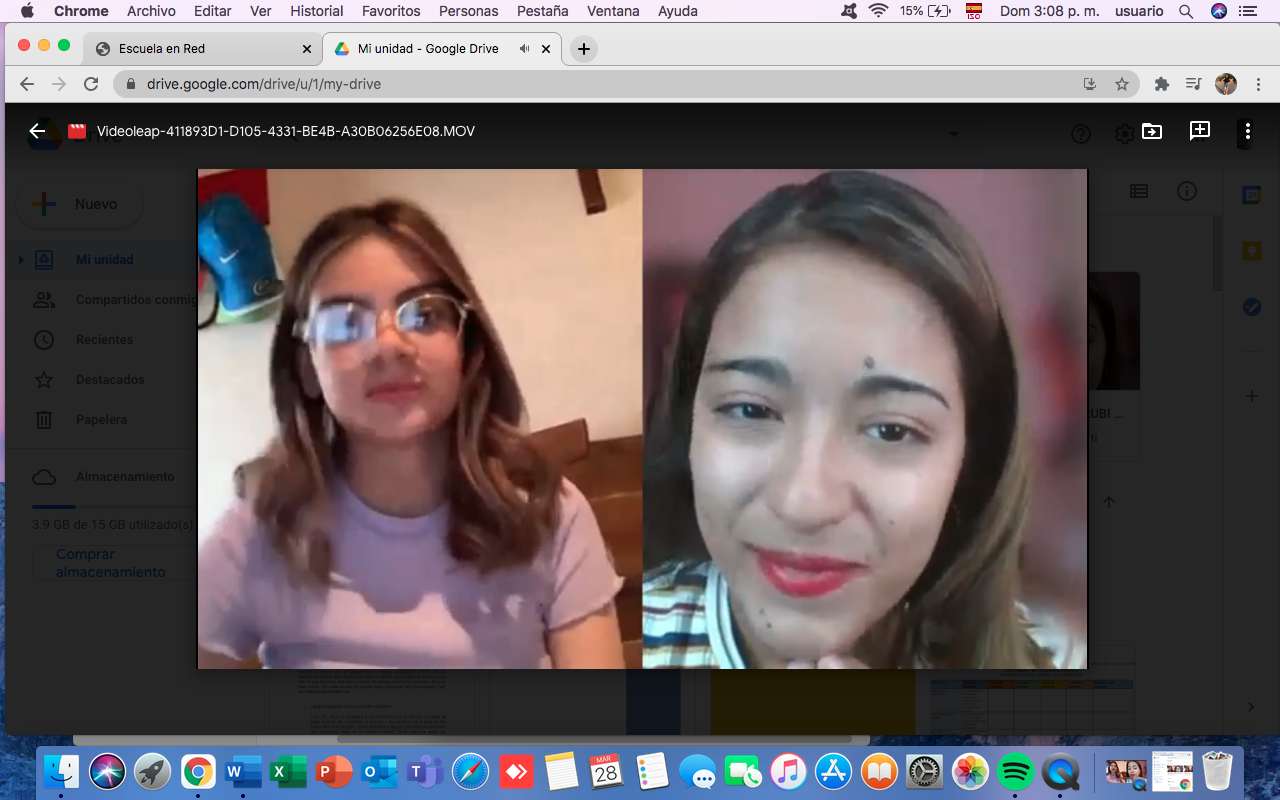 Chrome Archivo Editar Ver Historial Favoritos Personas Pestaña Ventana Ayuda 15% ISO Dom 3:08 p. m. usuario
Escuela en Red
Mi unidad - Google Drive
drive.google.com/drive/u/1/my-drive
Videoleap-411893D1-D105-4331-BE4B-A30B06256E08.MOV
Nuevo
Mi unidad
Compartidos conmig
Recientes
Destacados
Papelera
Almacenamiento
3.9 GB de 15 GB utilizado(s)
Comprar
almacenamiento
LUBI ...
MAR
28